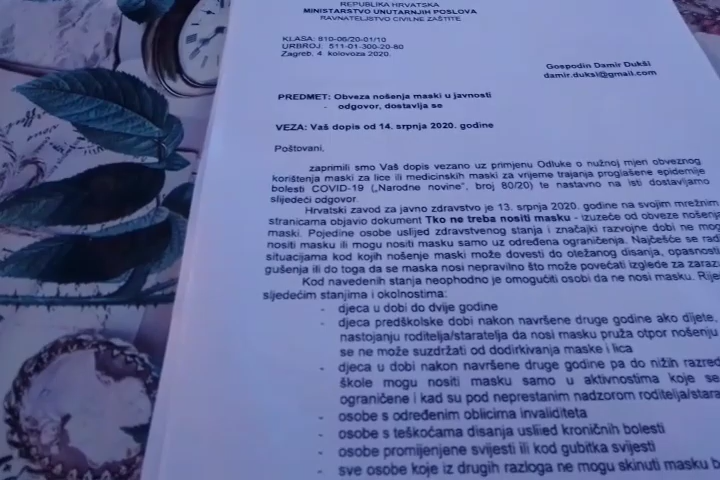 REPUBLIKA HRVATSKA
MINISTARSTVO UNUTARNJIH POSLOVA
RAVNATELJSTVO CIVILNE ZAŠTITE
KLASA: 810-06/20-01/10
URBROJ: 511-01-300-20-80
Zagreb, 4. kolovoza 2020.
Gospodin Damir Dukši
damir.duksi@gmail.com
PREDMET: Obveza nošenja maski u javnosti
- odgovor, dostavlja se
VEZA: Vaš dopis od 14. srpnja 2020. godine
Poštovani,
zaprimili smo Vaš dopis vezano uz primjenu Odluke o nužnoj mjeri obveznog
korištenja maski za lice ili medicinskih maski za vrijeme trajanja proglašene epidemije
bolesti COVID-19 („Narodne novine", broj 80/20) te nastavno na isti dostavljamo
slijedeći odgovor.
Hrvatski zavod za javno zdravstvo je 13. srpnja 2020. godine na svojim mrežnim
stranicama objavio dokument Tko ne treba nositi masku - izuzeće od obveze nošenja
maski. Pojedine osobe uslijed zdravstvenog stanja i značajki razvojne dobi ne mog
nositi masku ili mogu nositi masku samo uz određena ograničenja. Najčešće se rad
situacijama kod kojih nošenje maski može dovesti do otežanog disanja, opasnosti
gušenja ili do toga da se maska nosi nepravilno što može povećati izglede za zarazu
Kod navedenih stanja neophodno je omogućiti osobi da ne nosi masku. Rije
sljedećim stanjima i okolnostima:
- djeca u dobi do dvije godine
- djeca predškolske dobi nakon navršene druge godine ako dijete,
nastojanju roditelja/staratelja da nosi masku pruža otpor nošenju
se ne može suzdržati od dodirkivanja maske i lica
- djeca u dobi nakon navršene druge godine pa do nižih razred
škole mogu nositi masku samo u aktivnostima koje se
ograničene i kad su pod neprestanim nadzorom roditelja/stara
- osobe s određenim oblicima invaliditeta
- osobe s teškoćama disanja uslijed kroničnih bolesti
- osobe promijenjene svijesti ili kod gubitka svijesti
- sve osobe koje iz drugih razloga ne mogu skinuti masku b